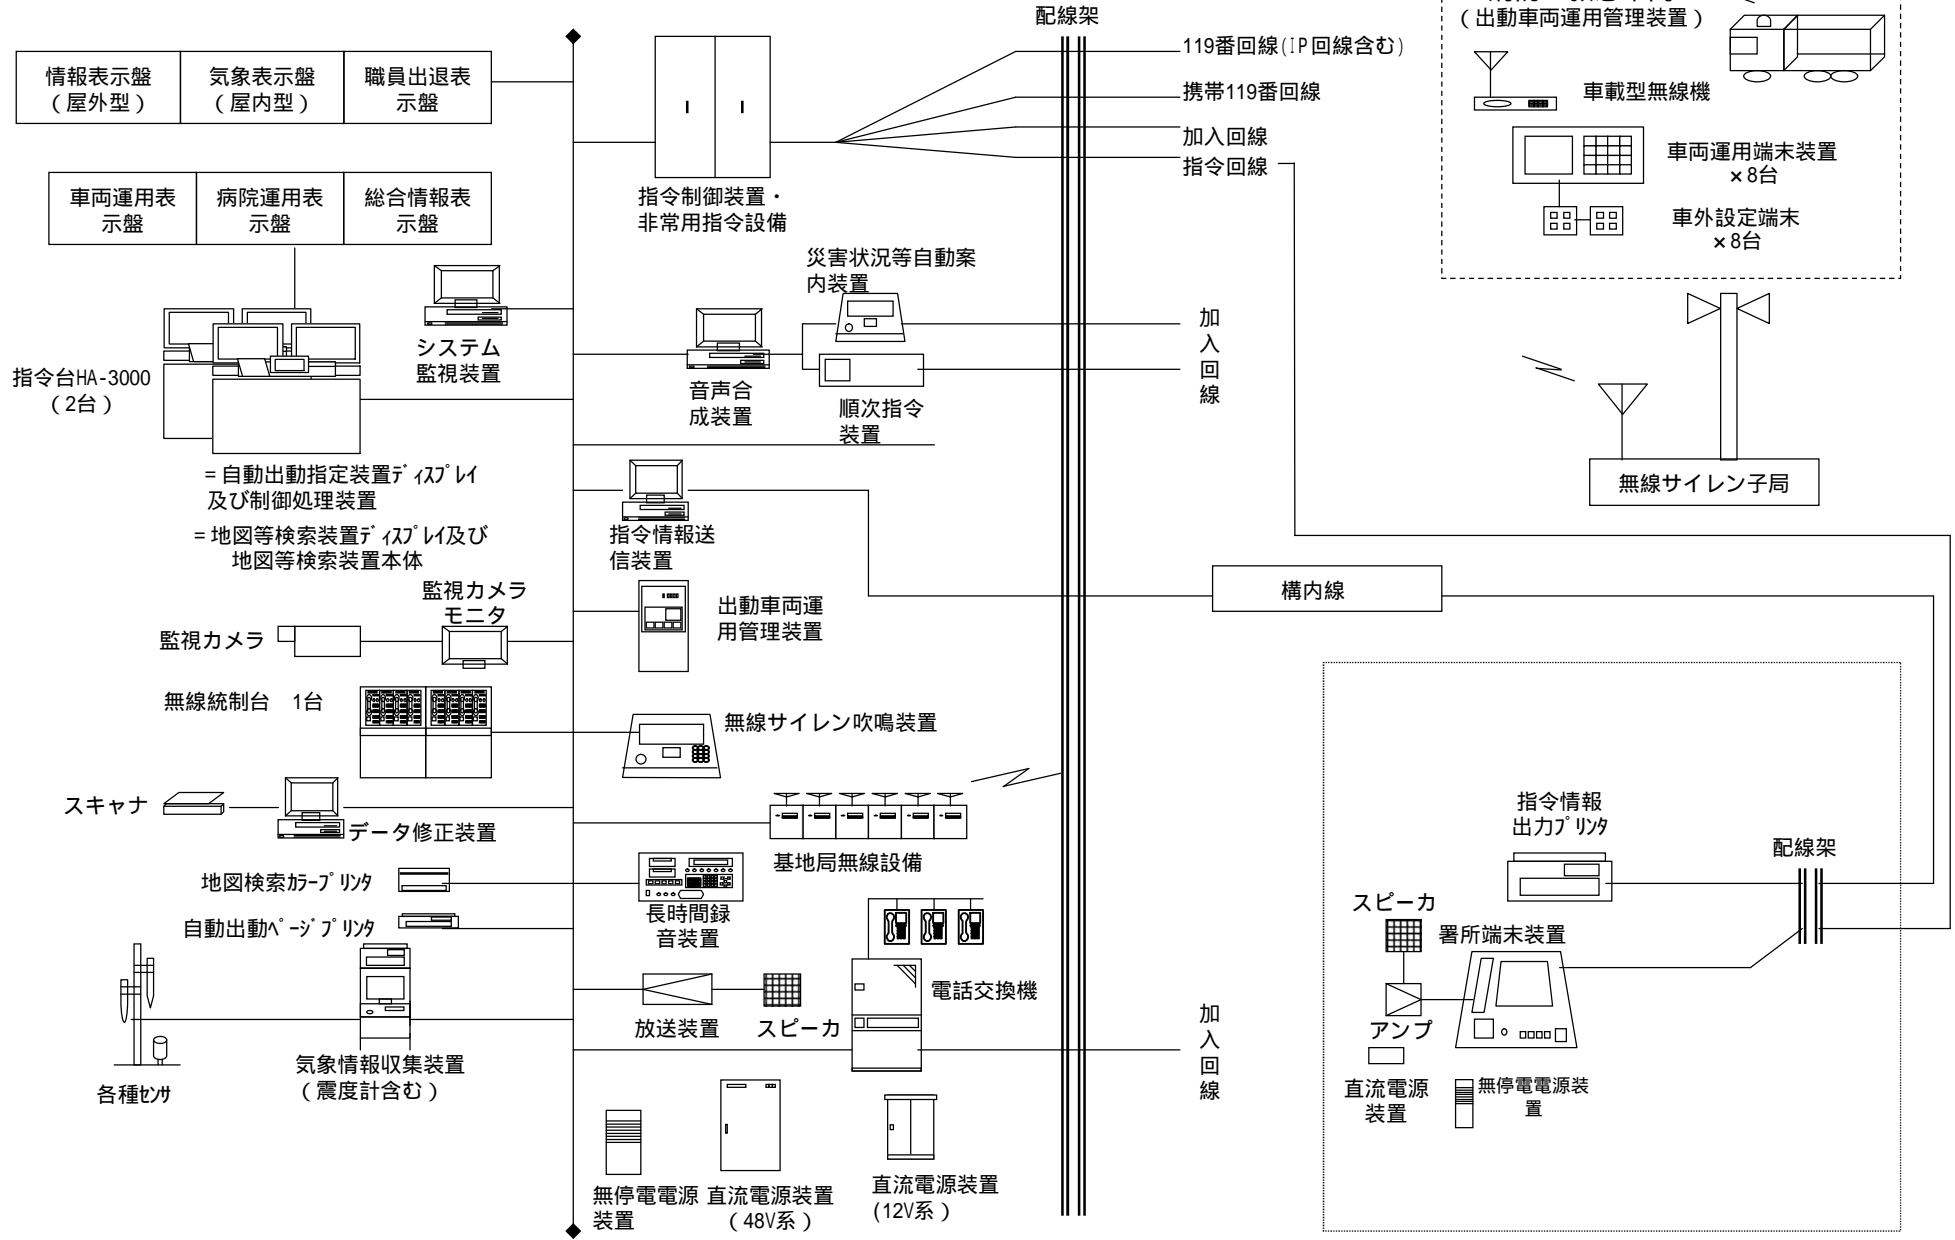 配線架
（出動車両運用管理装置）
119番回線(IP回線含む)
携帯119番回線
加入回線
指令回線
車載型無線機
車両運用端末装置
×8台
車外設定端末
×8台
情報表示盤
（屋外型）
気象表示盤
（屋内型）
職員出退表
示盤
車両運用表
示盤
病院運用表
示盤
総合情報表
示盤
指令制御装置・
非常用指令設備
災害状況等自動案
内装置
システム
監視装置
指令台HA-3000
（2台）
音声合
成装置
順次指令
装置
加
入
回
線
＝自動出動指定装置ディスプレイ
及び制御処理装置
＝地図等検索装置ディスプレイ及び
地図等検索装置本体
指令情報送
信装置
無線サイレン子局
構内線
監視カメラ
モニタ
監視カメラ
出動車両運
用管理装置
無線統制台　1台
無線サイレン吹鳴装置
スキャナ
データ修正装置
基地局無線設備
地図検索カラープリンタ
長時間録
音装置
自動出動ページプリンタ
電話交換機
放送装置
スピーカ
加
入
回
線
気象情報収集装置
（震度計含む）
各種センサ
無停電電源
装置
直流電源装置
（48V系）
直流電源装置
(12V系）
指令情報
出力プリンタ
配線架
スピーカ
署所端末装置
アンプ
直流電源
装置
無停電電源装
置